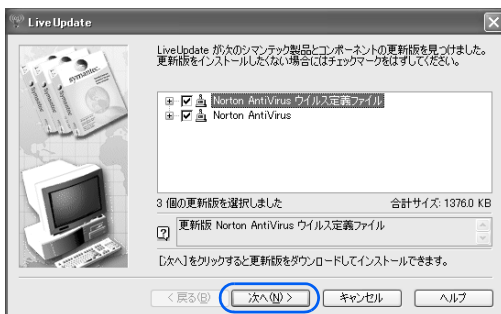 LiveUpdate
LiveUpdate が次のシマンテック製品とコンポーネントの更新版を見つけました。
更新版をインストールしたくない場合にはチェックマークをはずしてください。
symantec.
Norton AntiVirus ウイルス定義ファイル
Norton AntiVirus
3 個の更新版を選択しました
合計サイズ: 1376.0 KB
更新版 Norton AntiVirus ウイルス定義ファイル
[次へ]をクリックすると更新版をダウンロードしてインストールできます。
< 戻る(B)
次へ(N) >
キャンセル
ヘルプ